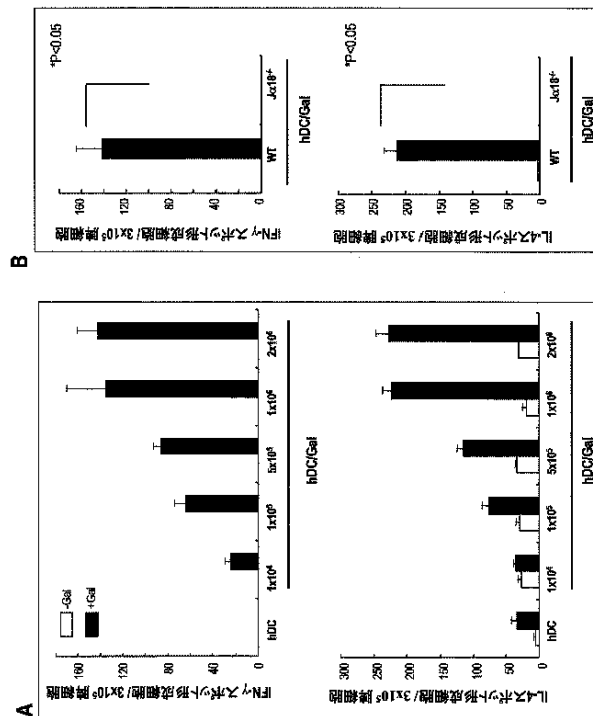 A
IFN-γスポット形成細胞/ 3x10⁵脾細胞
160
120
80
40
0
-Gal
+Gal
hDC
1x10⁴
1x10⁵
5x10⁵
1x10⁶
2x10⁶
hDC/Gal
IL-4スポット形成細胞/ 3x10⁵脾細胞
300
250
200
150
100
50
0
hDC
1x10⁴
1x10⁵
5x10⁵
1x10⁶
2x10⁶
hDC/Gal
B
IFN-γスポット形成細胞/ 3x10⁵脾細胞
160
120
80
40
0
*P<0.05
WT
Jα18⁻/⁻
hDC/Gal
IL-4スポット形成細胞/ 3x10⁵脾細胞
300
250
200
150
100
50
0
*P<0.05
WT
Jα18⁻/⁻
hDC/Gal